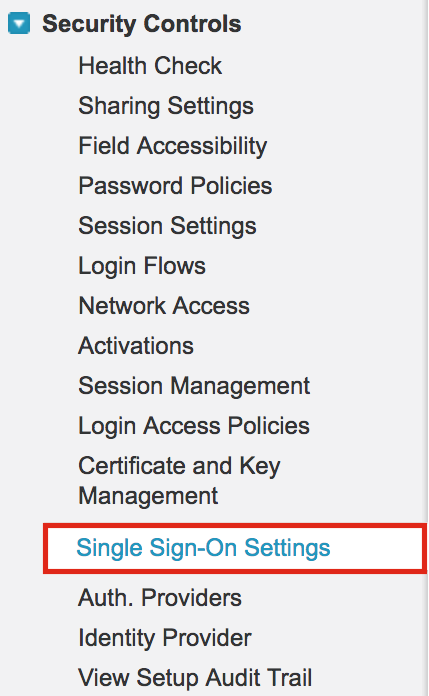 Security Controls
Health Check
Sharing Settings
Field Accessibility
Password Policies
Session Settings
Login Flows
Network Access
Activations
Session Management
Login Access Policies
Certificate and Key
Management
Single Sign-On Settings
Auth. Providers
Identity Provider
View Setup Audit Trail